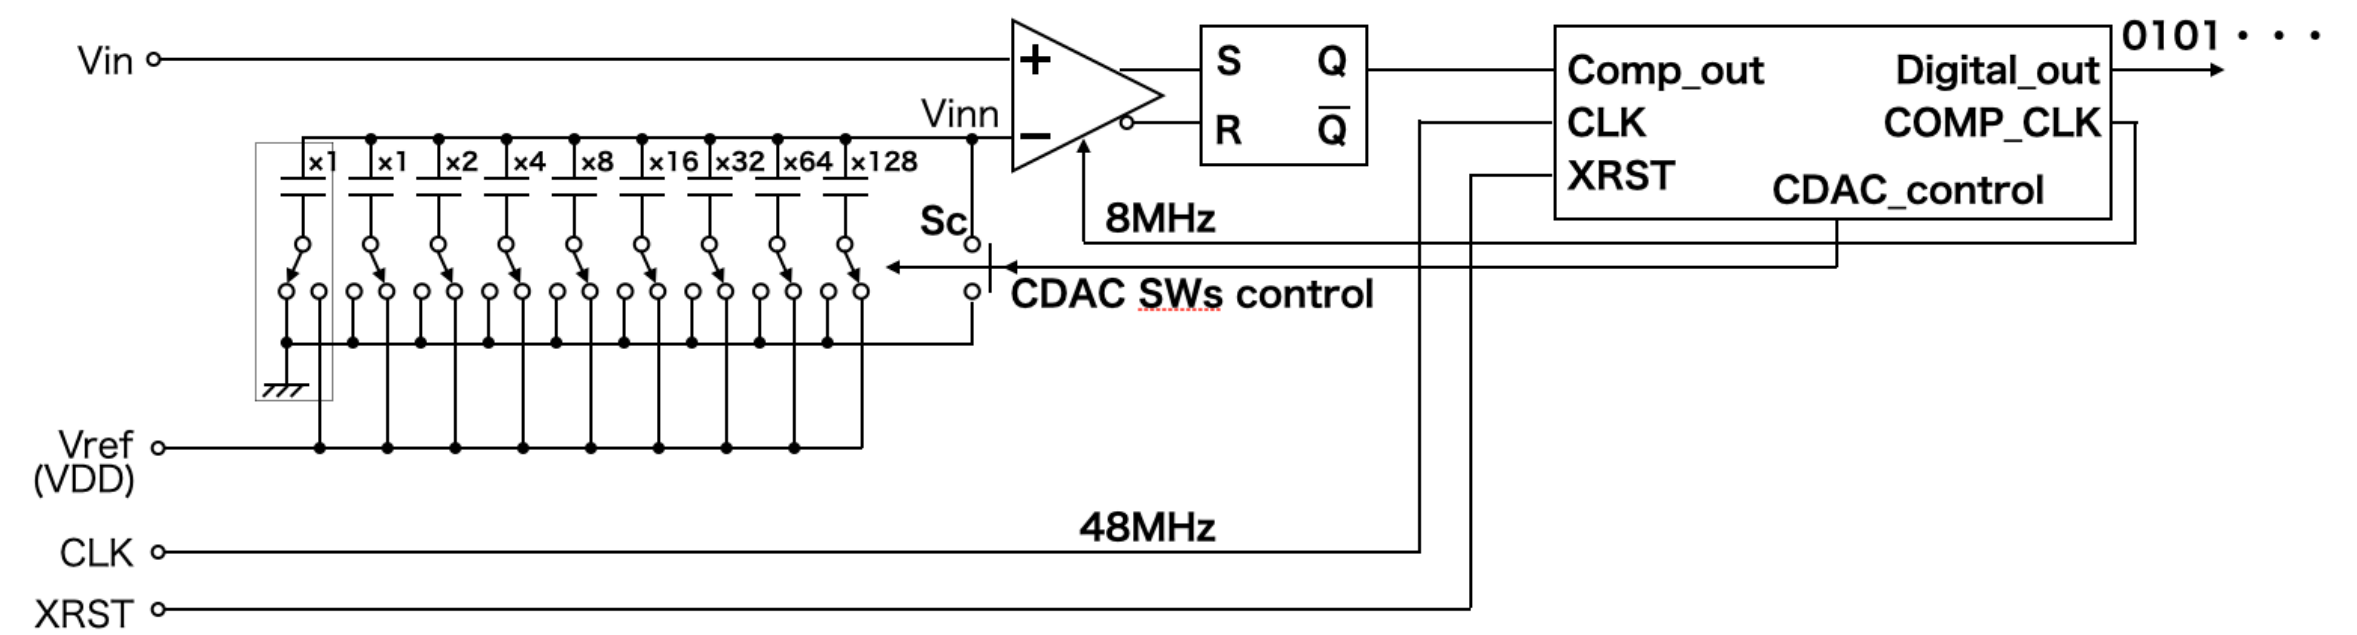 Vin
Vinn
×1 ×1 ×2 ×4 ×8 ×16 ×32 ×64 ×128
Sc
CDAC SWs control
Vref
(VDD)
CLK
XRST
48MHz
8MHz
+
−
S Q
R Q̅
Comp_out Digital_out
CLK COMP_CLK
XRST CDAC_control
0101・・・